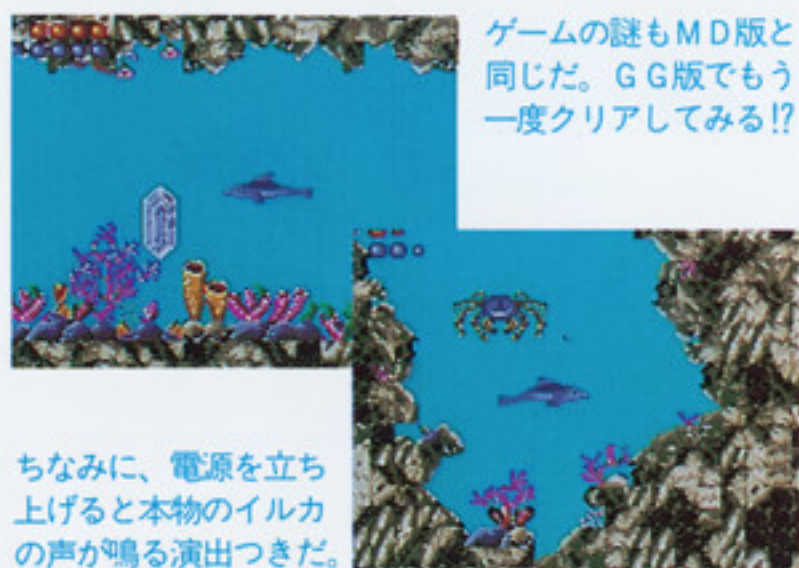 ゲームの謎もMD版と
同じだ。GG版でもう
一度クリアしてみる!?
ちなみに、電源を立ち
上げると本物のイルカ
の声が鳴る演出つきだ。